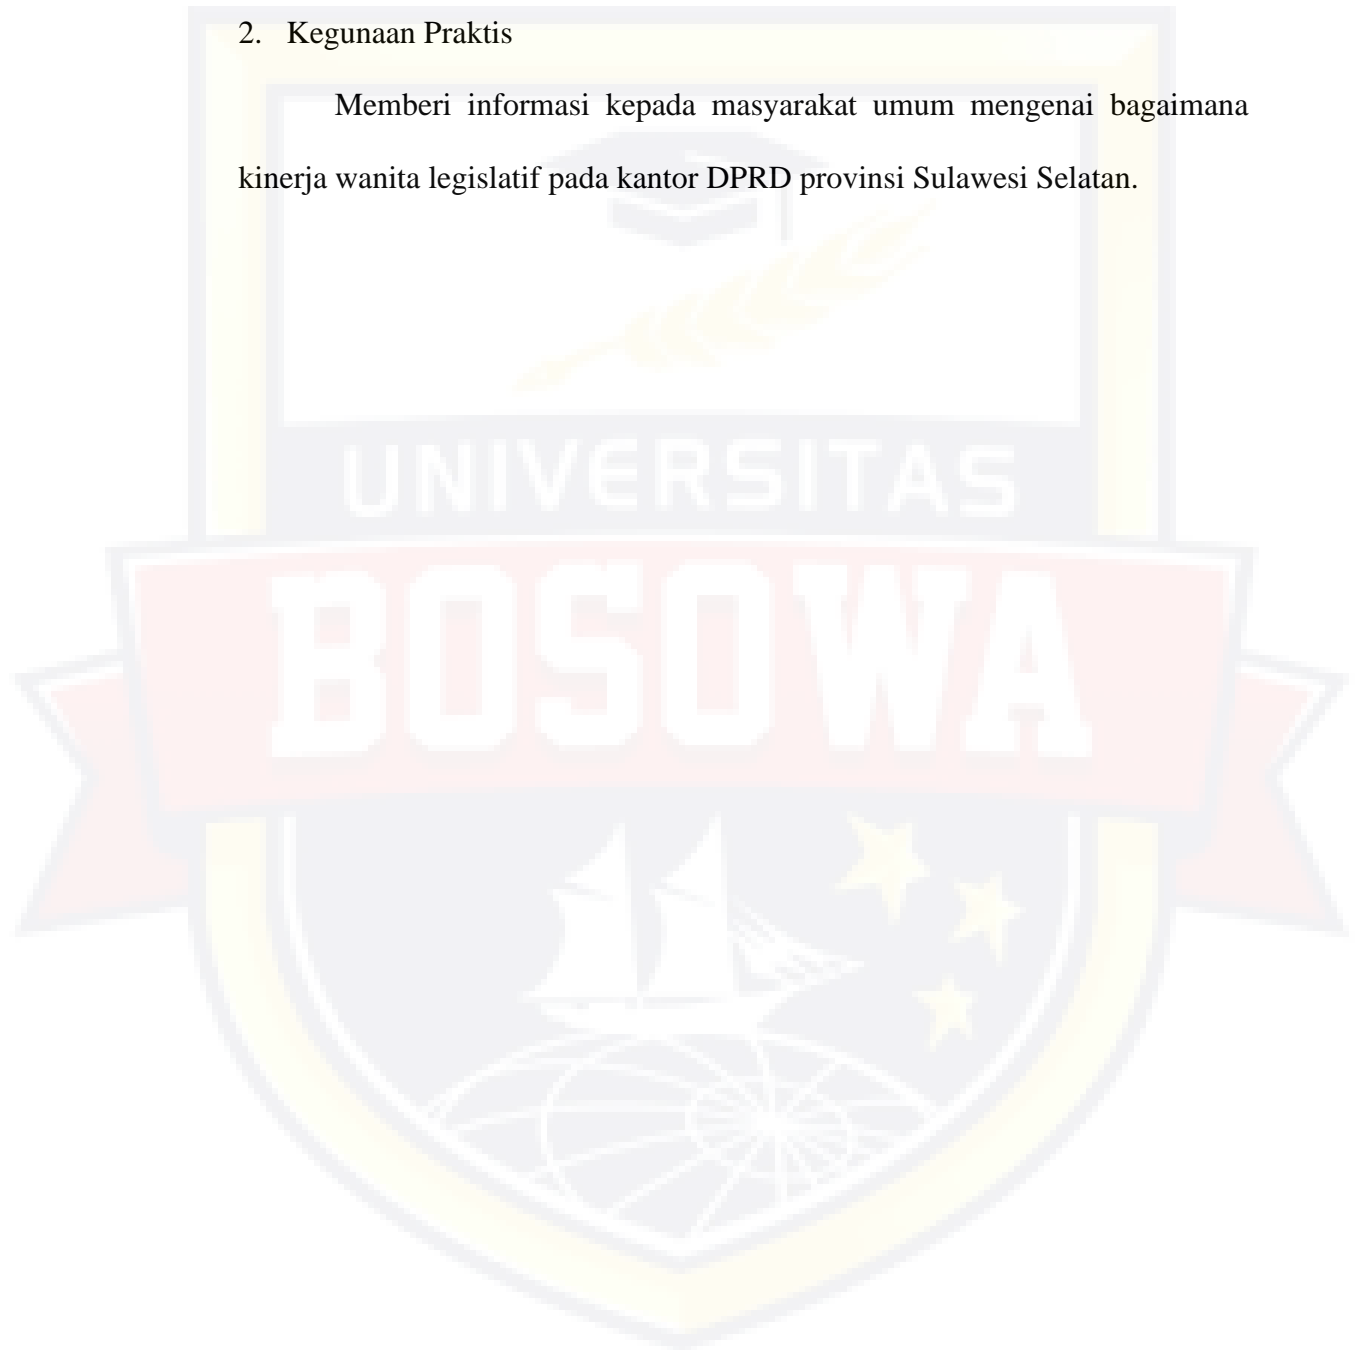 2. Kegunaan Praktis
Memberi informasi kepada masyarakat umum mengenai bagaimana
kinerja wanita legislatif pada kantor DPRD provinsi Sulawesi Selatan.
UNIVERSITAS
BOSOWA